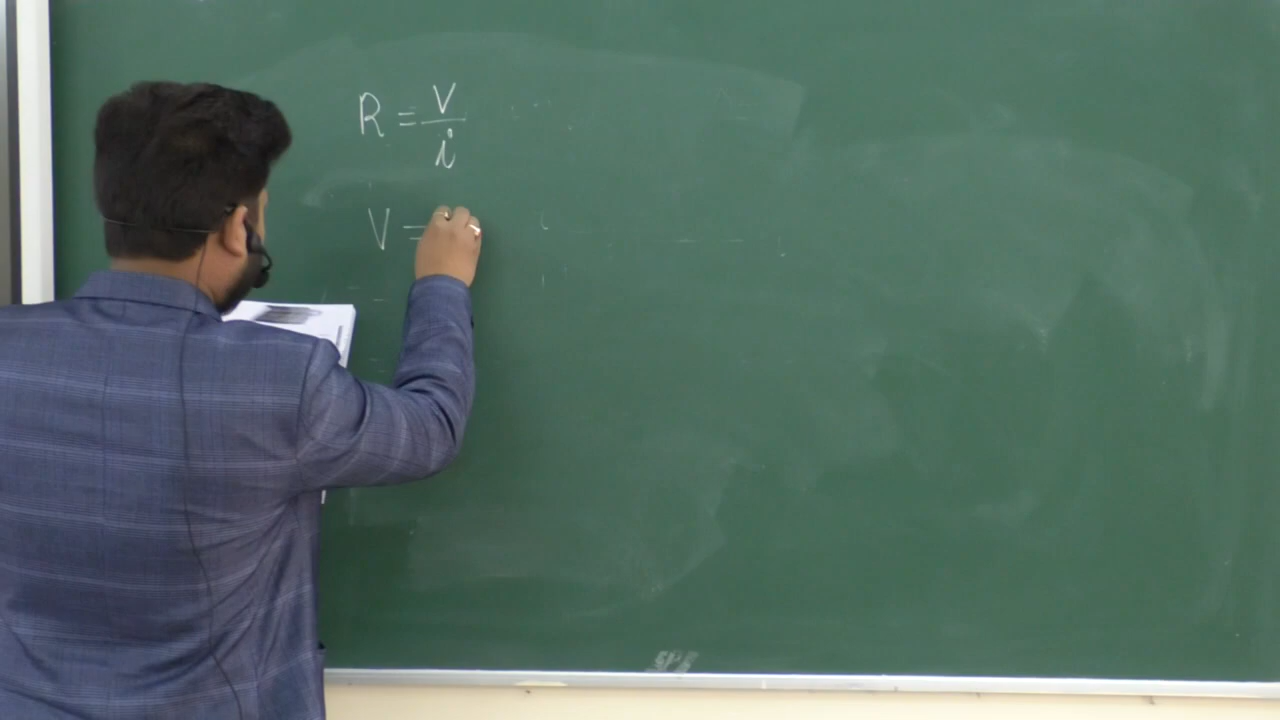 R = V/i
V =